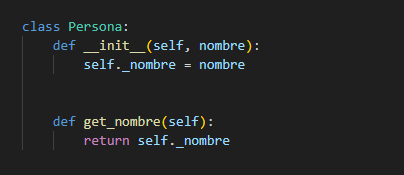 class Persona:
    def __init__(self, nombre):
        self._nombre = nombre
    def get_nombre(self):
        return self._nombre